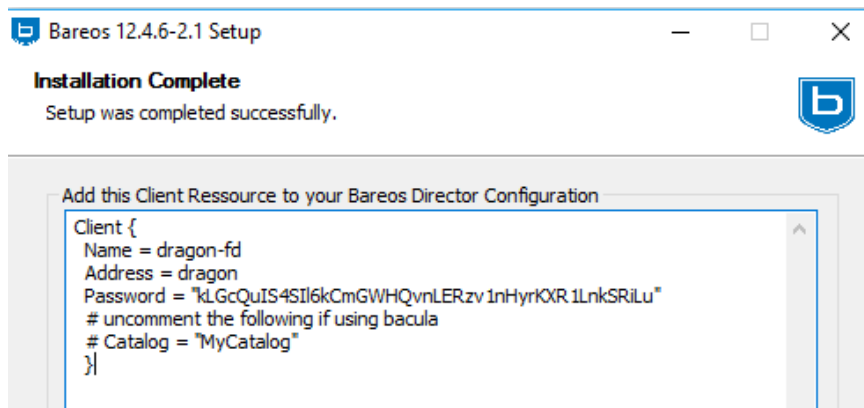 Bareos 12.4.6-2.1 Setup
Installation Complete
Setup was completed successfully.
Add this Client Ressource to your Bareos Director Configuration
Client {
Name = dragon-fd
Address = dragon
Password = "kLGcQuIS4SIl6kCmGWHQvnLERzv1nHyrKXR1LnkSRiLu"
# uncomment the following if using bacula
# Catalog = "MyCatalog"
}